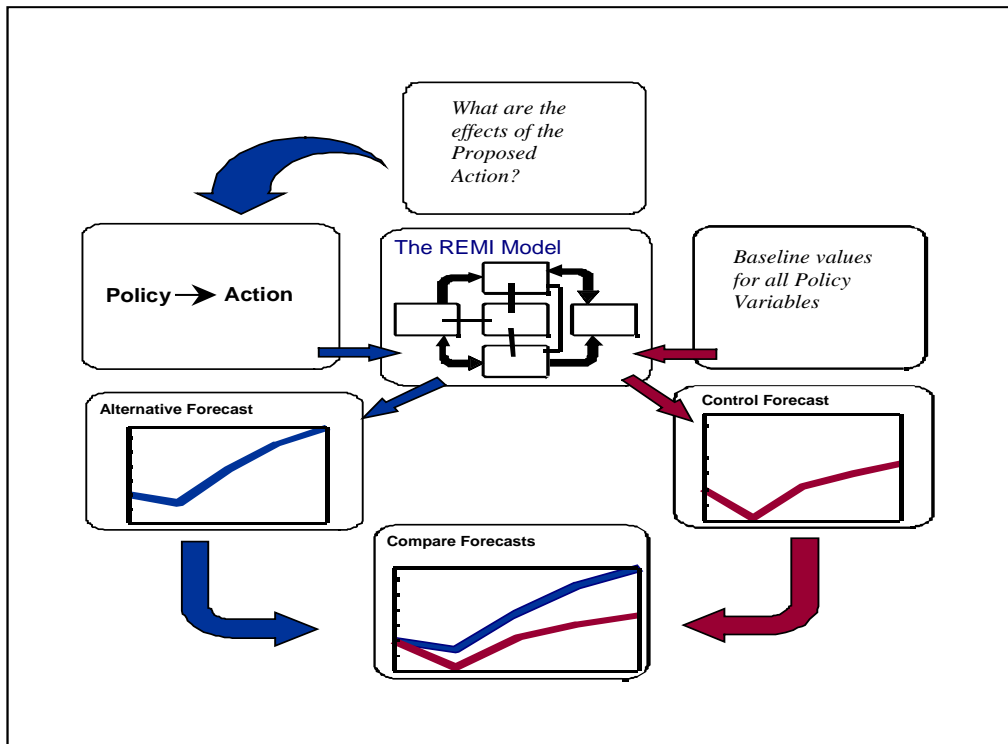 What are the
effects of the
Proposed
Action?
Policy Action
The REMI Model
Baseline values
for all Policy
Variables
Alternative Forecast
Control Forecast
Compare Forecasts